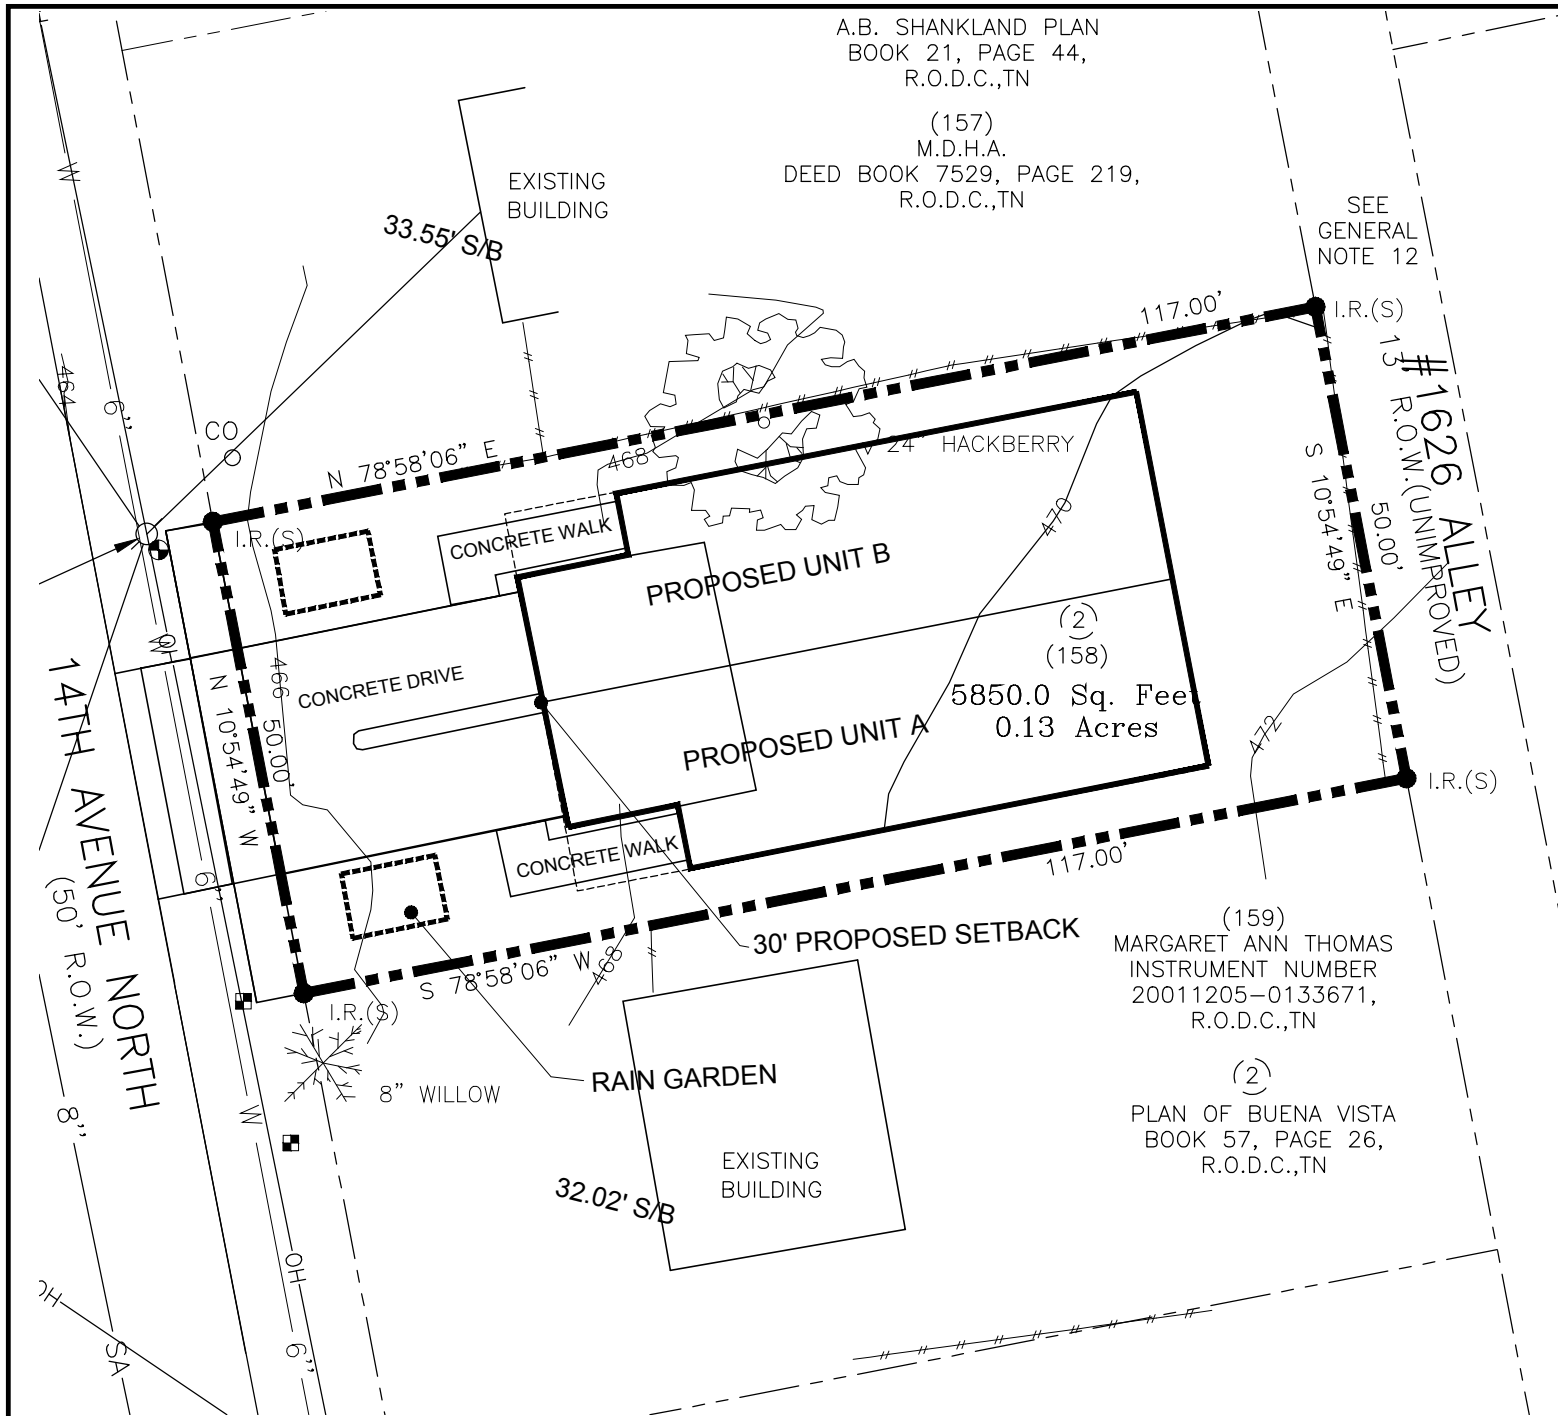 A.B. SHANKLAND PLAN
BOOK 21, PAGE 44,
R.O.D.C.,TN
(157)
M.D.H.A.
DEED BOOK 7529, PAGE 219,
R.O.D.C.,TN
EXISTING
BUILDING
33.55' S/B
SEE
GENERAL
NOTE 12
W
464
6"
CO
117.00'
I.R.(S)
13'
R.O.W.(UNIMPROVED)
#1626 ALLEY
N 78°58'06" E
468
24" HACKBERRY
470
S 10°54'49" E
50.00'
I.R.(S)
CONCRETE WALK
PROPOSED UNIT B
(2)
(158)
5850.0 Sq. Feet
0.13 Acres
W
466
CONCRETE DRIVE
N 10°54'49" W
50.00'
PROPOSED UNIT A
472
I.R.(S)
14TH AVENUE NORTH
(50' R.O.W.)
6"
CONCRETE WALK
117.00'
30' PROPOSED SETBACK
S 78°58'06" W
468
I.R.(S)
(159)
MARGARET ANN THOMAS
INSTRUMENT NUMBER
20011205-0133671,
R.O.D.C.,TN
RAIN GARDEN
8" WILLOW
(2)
PLAN OF BUENA VISTA
BOOK 57, PAGE 26,
R.O.D.C.,TN
8"
W
EXISTING
BUILDING
32.02' S/B
OH
6"
SA